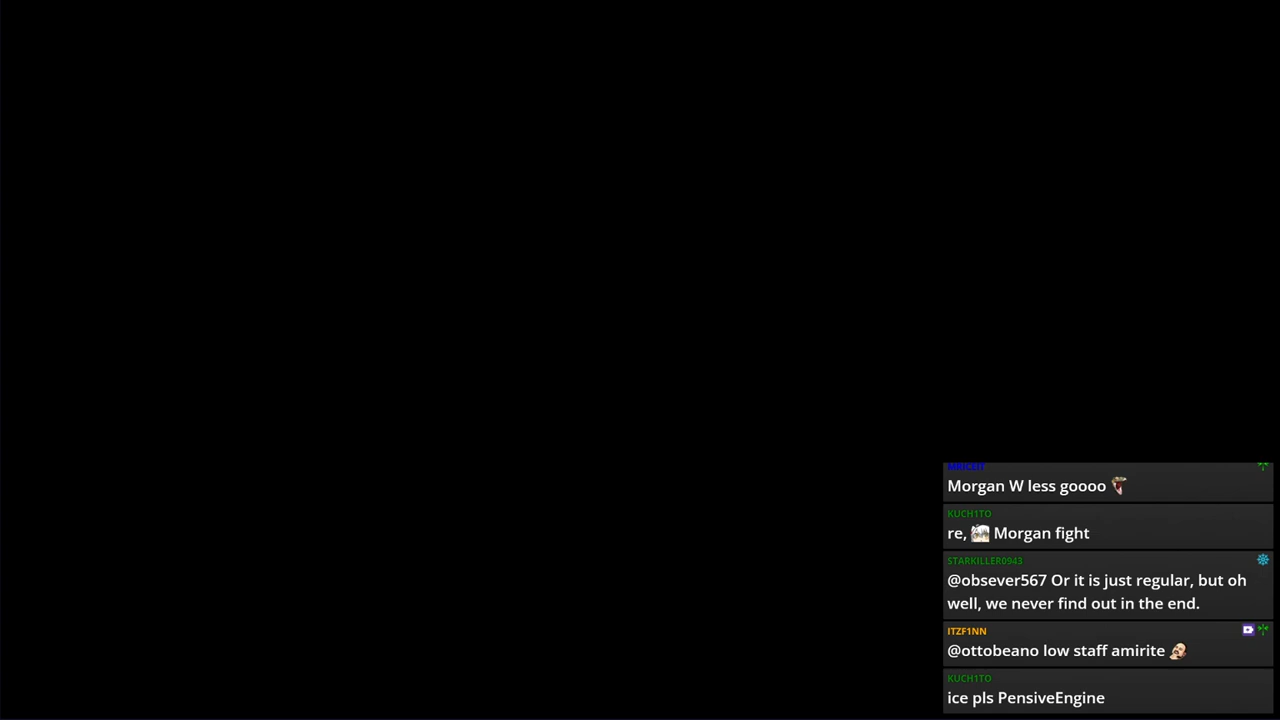 Morgan W less goooo
KUCH1TO
re, Morgan fight
STARKILLER0943
@obsever567 Or it is just regular, but oh
well, we never find out in the end.
ITZF1NN
@ottobeano low staff amirite
KUCH1TO
ice pls PensiveEngine